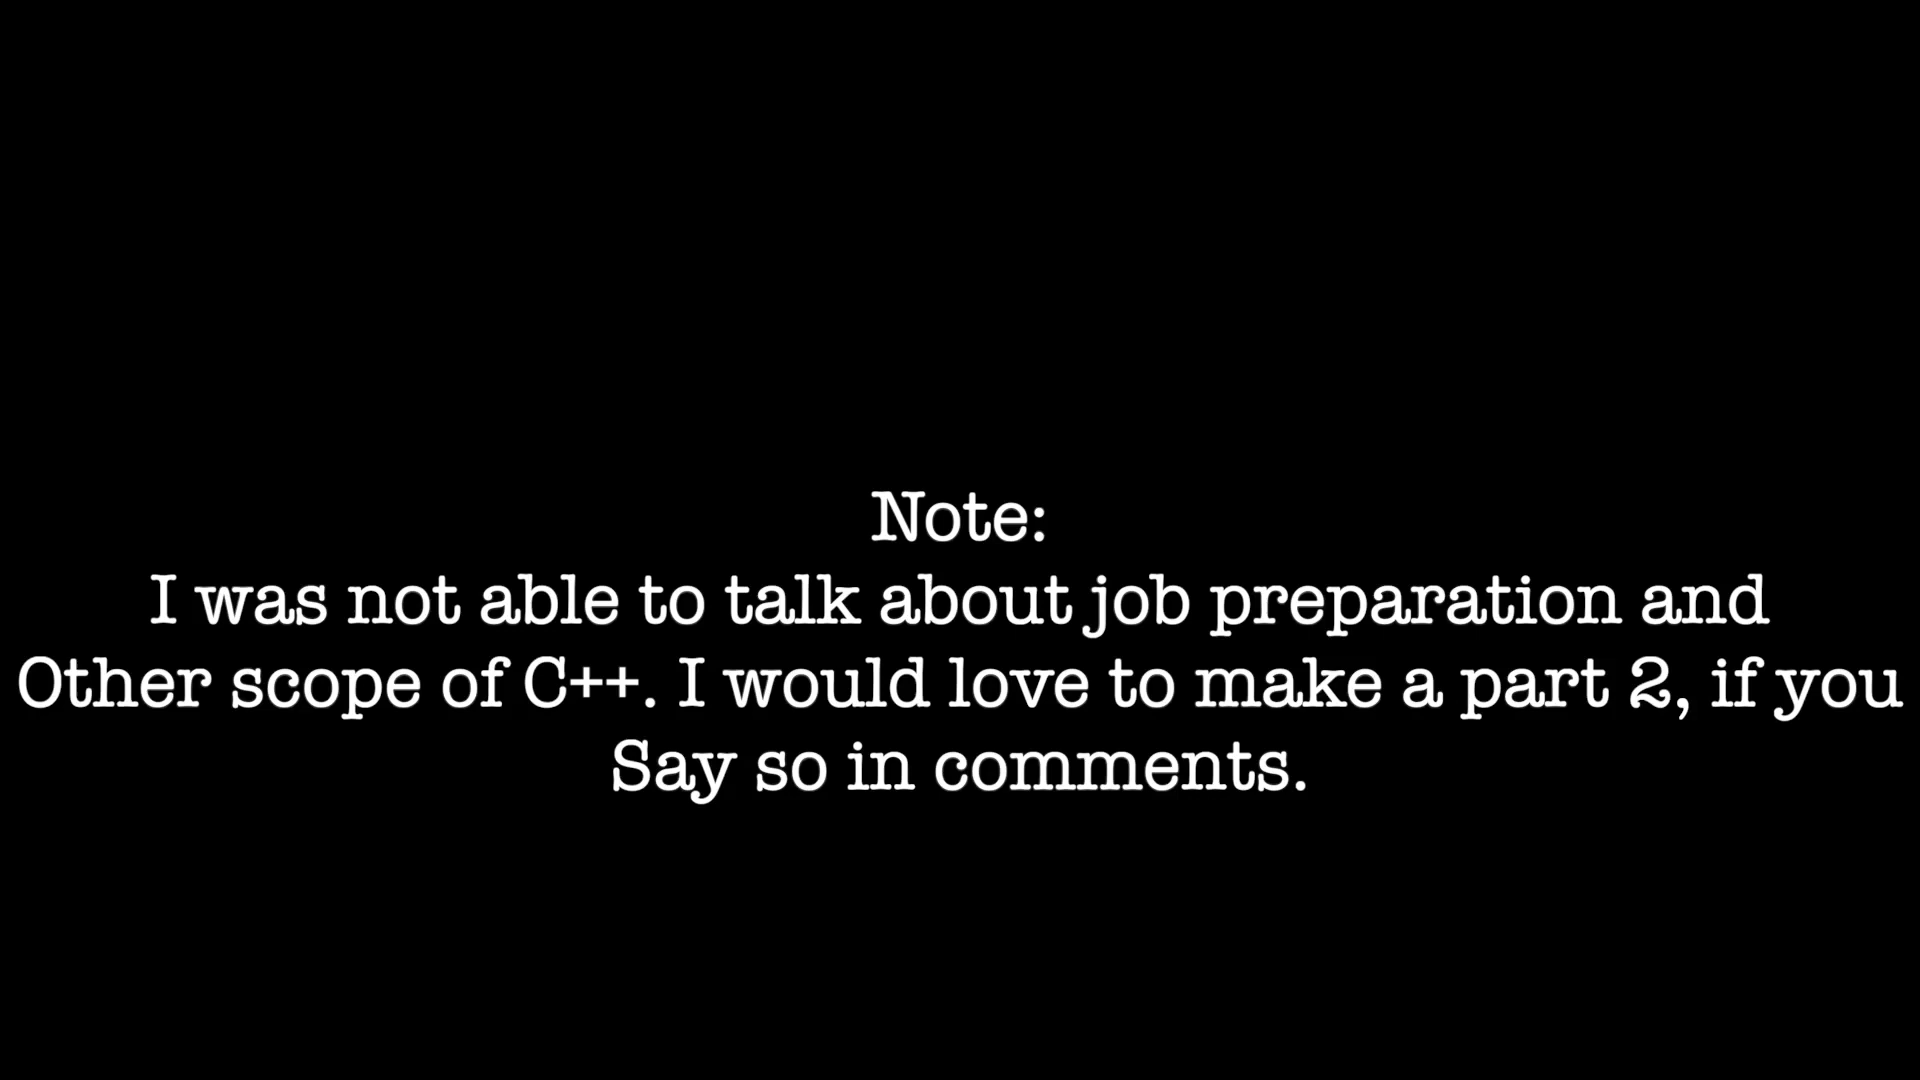 Note:
I was not able to talk about job preparation and
Other scope of C++. I would love to make a part 2, if you
Say so in comments.